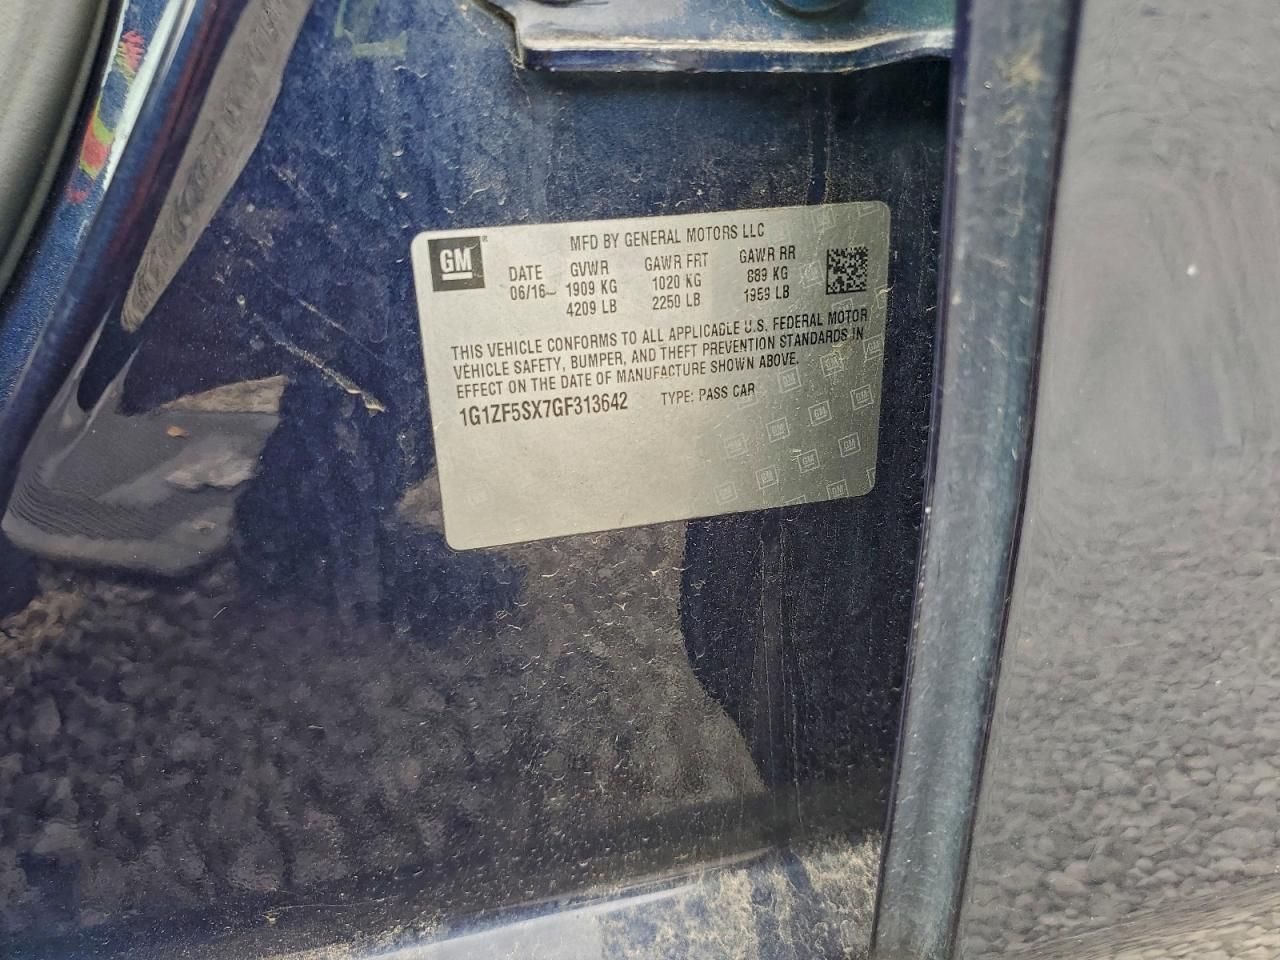 GM
MFD BY GENERAL MOTORS LLC
DATE GVWR GAWR FRT GAWR RR
06/16 1909 KG 1020 KG 889 KG
4209 LB 2250 LB 1959 LB
THIS VEHICLE CONFORMS TO ALL APPLICABLE U.S. FEDERAL MOTOR
VEHICLE SAFETY, BUMPER, AND THEFT PREVENTION STANDARDS IN
EFFECT ON THE DATE OF MANUFACTURE SHOWN ABOVE.
1G1ZF5SX7GF313642 TYPE: PASS CAR